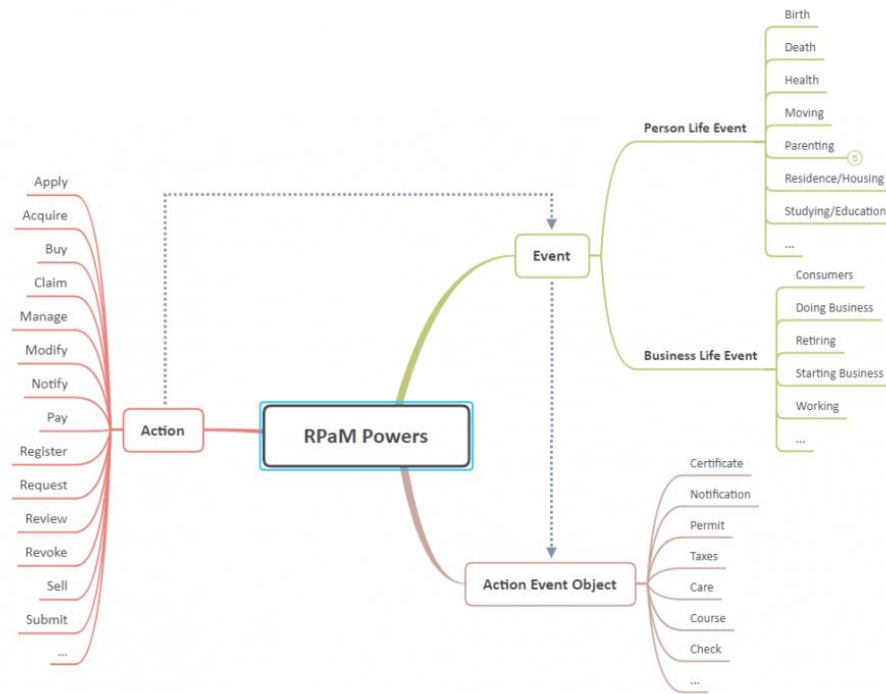 Birth
Death
Health
Moving
Person Life Event
Parenting
5
Residence/Housing
Studying/Education
...
Apply
Acquire
Buy
Claim
Manage
Modify
Notify
Pay
Register
Request
Review
Revoke
Sell
Submit
...
Action
RPaM Powers
Event
Business Life Event
Consumers
Doing Business
Retiring
Starting Business
Working
...
Action Event Object
Certificate
Notification
Permit
Taxes
Care
Course
Check
...